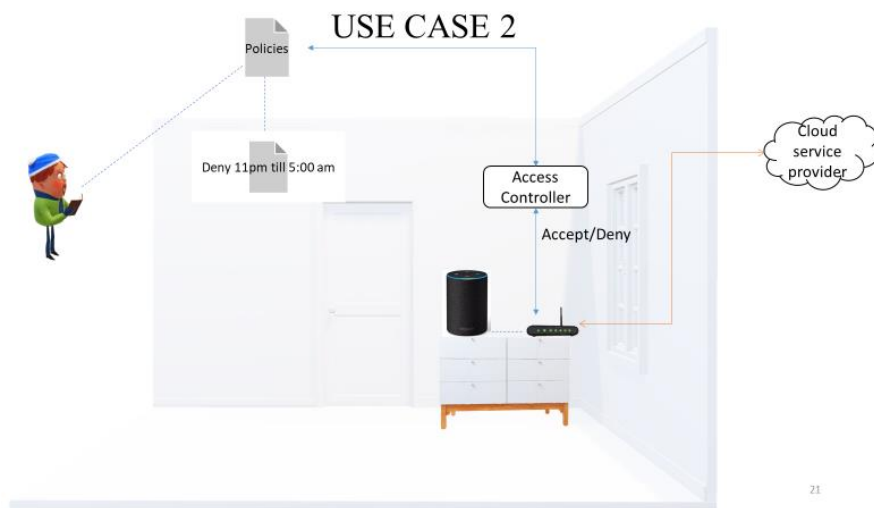 USE CASE 2
Policies
Deny 11pm till 5:00 am
Cloud
service
provider
Access
Controller
Accept/Deny
21